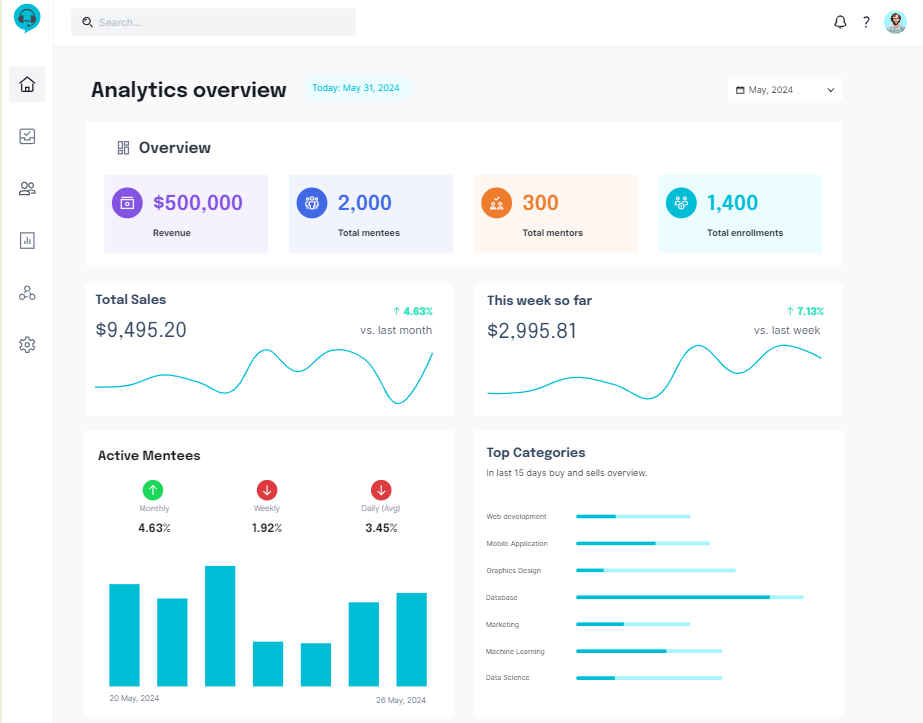 Search...
?
Analytics overview
Today: May 31, 2024
May, 2024
Overview
$500,000
Revenue
2,000
Total mentees
300
Total mentors
1,400
Total enrollments
Total Sales
↑ 4.63%
$9,495.20
vs. last month
This week so far
↑ 7.13%
$2,995.81
vs. last week
Active Mentees
Monthly
4.63%
Weekly
1.92%
Daily (Avg)
3.45%
20 May, 2024
26 May, 2024
Top Categories
In last 15 days buy and sells overview.
Web development
Mobile Application
Graphics Design
Database
Marketing
Machine Learning
Data Science